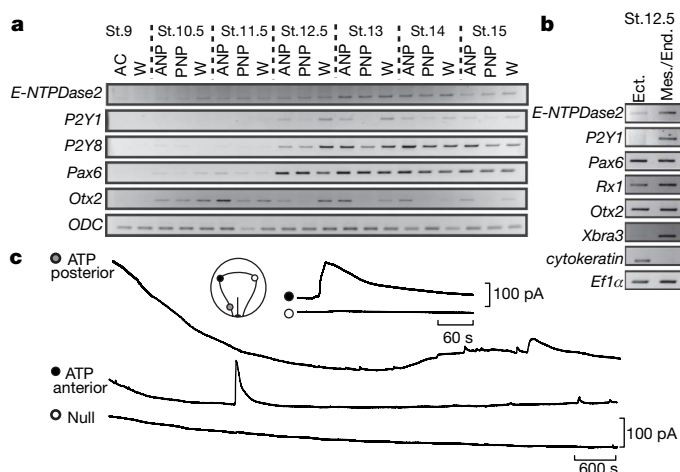 a
St.9 St.10.5 St.11.5 St.12.5 St.13 St.14 St.15
AC W ANP PNP W ANP PNP W ANP PNP W ANP PNP W ANP PNP W ANP PNP W
E-NTPDase2
P2Y1
P2Y8
Pax6
Otx2
ODC
b
St.12.5
Ect. Mes./End.
E-NTPDase2
P2Y1
Pax6
Rx1
Otx2
Xbra3
cytokeratin
Ef1α
c
ATP
posterior
100 pA
60 s
ATP
anterior
Null
100 pA
600 s